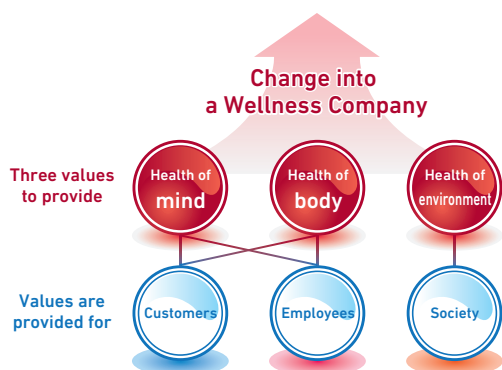 Change into
a Wellness Company
Three values
to provide
Health of
mind
Health of
body
Health of
environment
Values are
provided for
Customers
Employees
Society